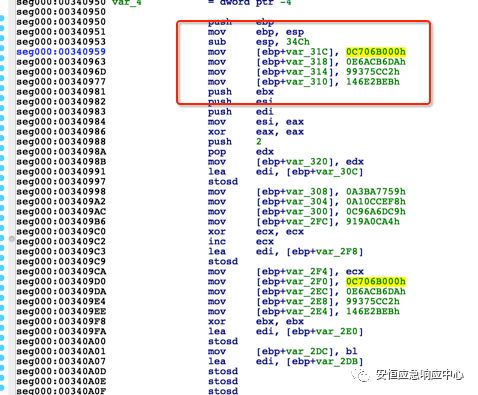 seg000:00340950 var_4 = dword ptr -4
seg000:00340950
seg000:00340950 push ebp
seg000:00340951 mov ebp, esp
seg000:00340953 sub esp, 34Ch
seg000:00340959 mov [ebp+var_31C], 0C706B000h
seg000:00340963 mov [ebp+var_318], 0E6ACB6DAh
seg000:0034096D mov [ebp+var_314], 99375CC2h
seg000:00340977 mov [ebp+var_310], 146E2BEBh
seg000:00340981 push ebx
seg000:00340982 push esi
seg000:00340983 push edi
seg000:00340984 mov esi, eax
seg000:00340986 xor eax, eax
seg000:00340988 push 2
seg000:0034098A pop edx
seg000:0034098B mov [ebp+var_320], edx
seg000:00340991 lea edi, [ebp+var_30C]
seg000:00340997 stosd
seg000:00340998 mov [ebp+var_308], 0A3BA7759h
seg000:003409A2 mov [ebp+var_304], 0A10CCEF8h
seg000:003409AC mov [ebp+var_300], 0C96A6DC9h
seg000:003409B6 mov [ebp+var_2FC], 919A0CA4h
seg000:003409C0 xor ecx, ecx
seg000:003409C2 inc ecx
seg000:003409C3 lea edi, [ebp+var_2F8]
seg000:003409C9 stosd
seg000:003409CA mov [ebp+var_2F4], ecx
seg000:003409D0 mov [ebp+var_2F0], 0C706B000h
seg000:003409DA mov [ebp+var_2EC], 0E6ACB6DAh
seg000:003409E4 mov [ebp+var_2E8], 99375CC2h
seg000:003409EE mov [ebp+var_2E4], 146E2BEBh
seg000:003409F8 xor ebx, ebx
seg000:003409FA lea edi, [ebp+var_2E0]
seg000:00340A00 stosd
seg000:00340A01 mov [ebp+var_2DC], bl
seg000:00340A07 lea edi, [ebp+var_2DB]
seg000:00340A0D stosd
seg000:00340A0E stosd
seg000:00340A0F stosd
安恒应急响应中心